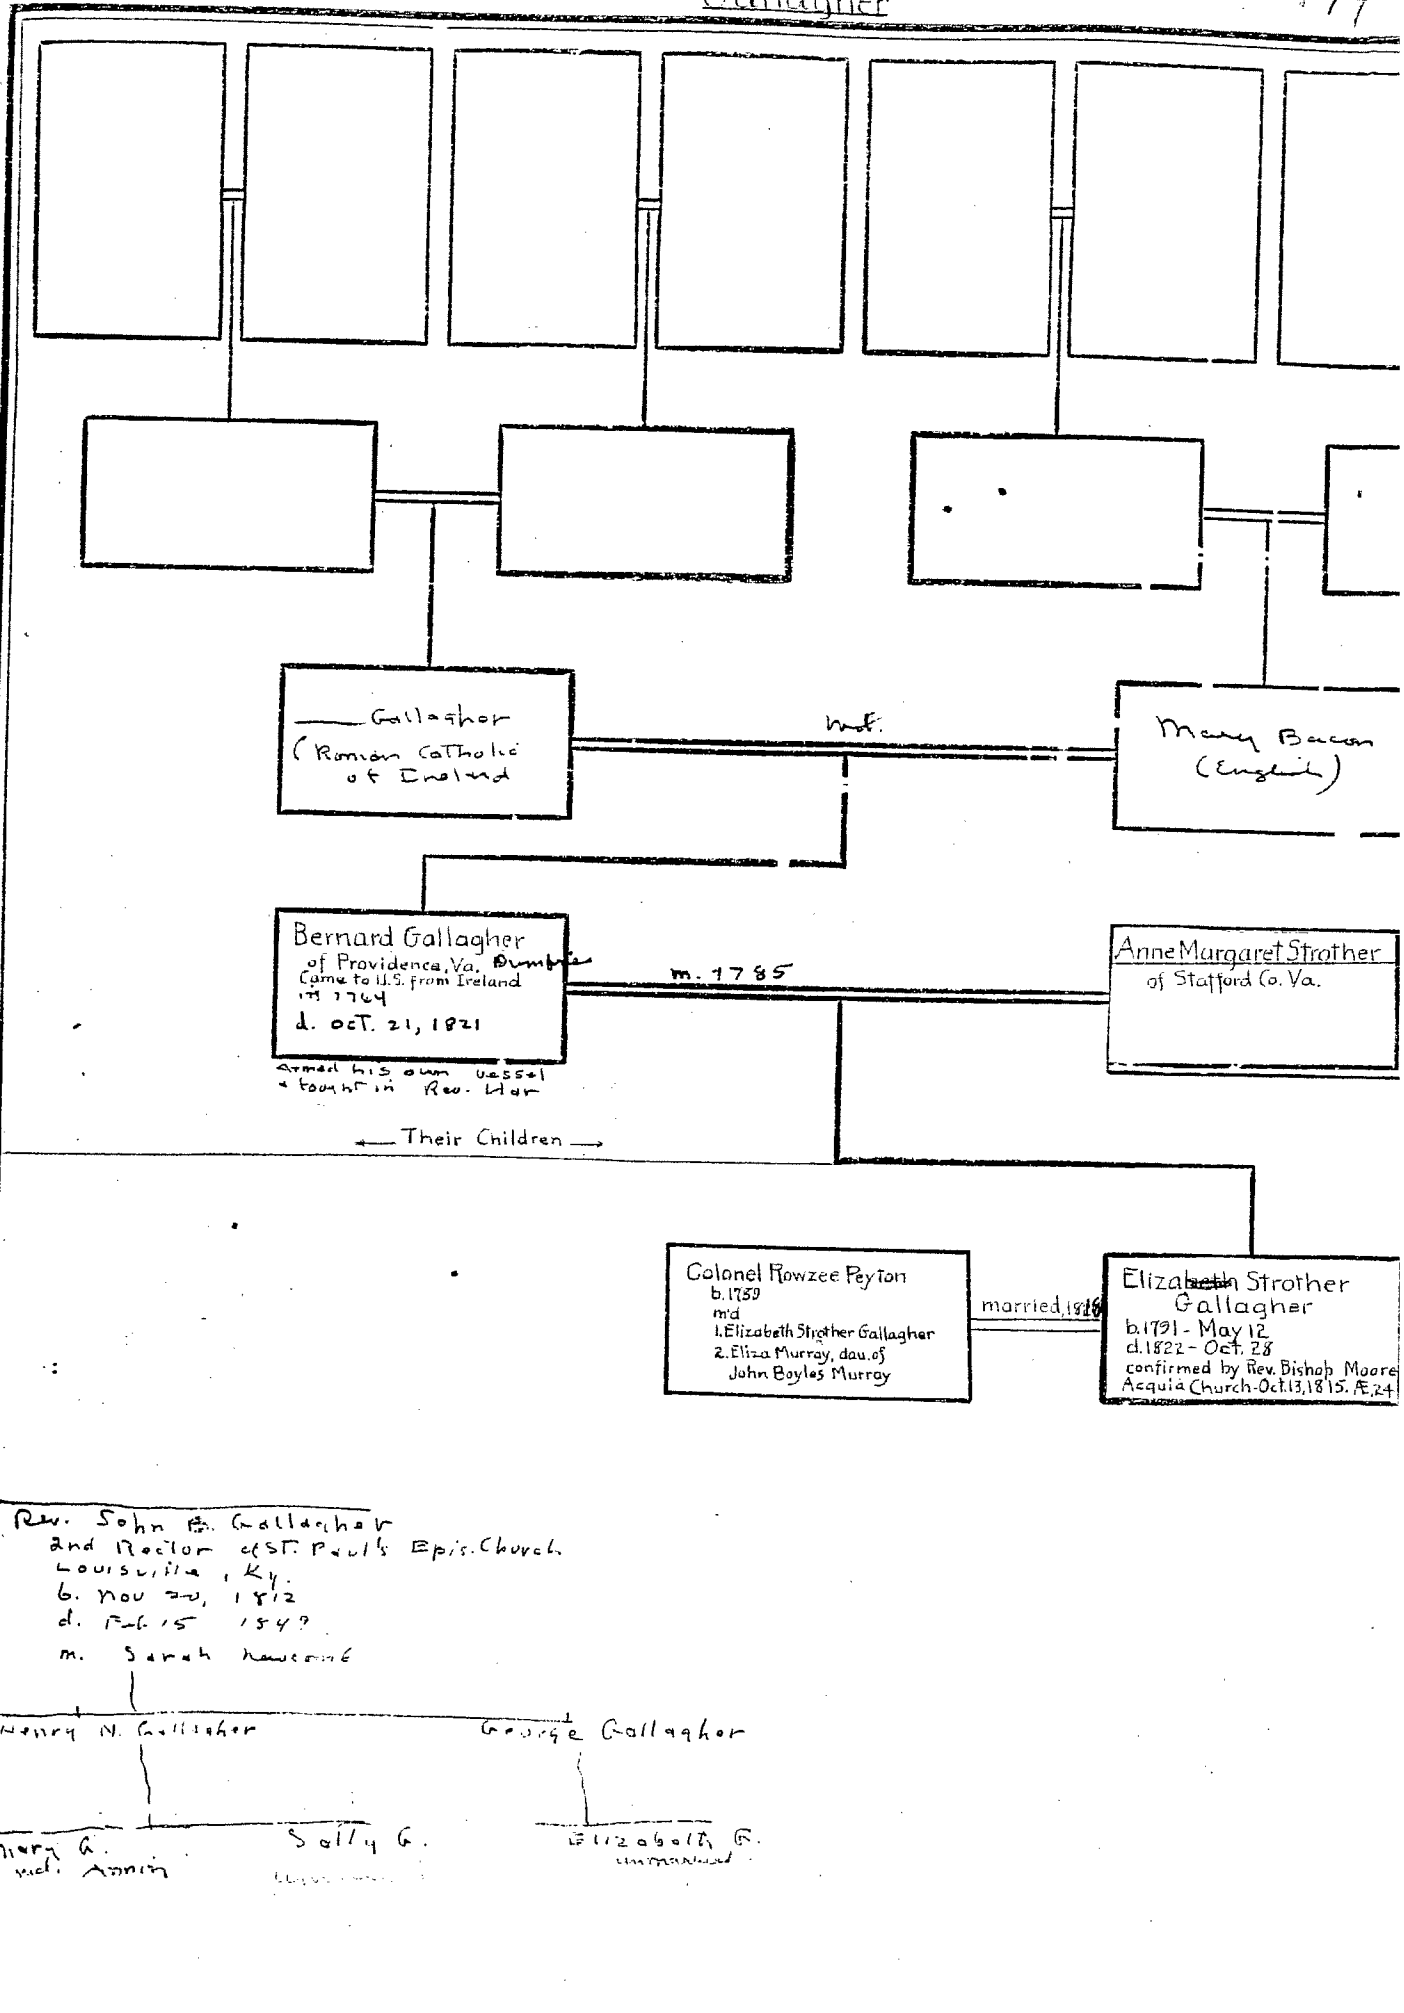 Gallagher
Gallagher
(Roman Catholic
of Ireland
Mary Bacon
(English)
Bernard Gallagher
of Providence, Va. Dumfries
Came to U.S. from Ireland
in 1764
d. Oct. 21, 1821
Armed his own vessel
& fought in Rev. War
m. 1785
Anne Margaret Strother
of Stafford Co. Va.
Their Children
Colonel Rowzee Peyton
b. 1789
m'd
1. Elizabeth Strother Gallagher
2. Eliza Murray, dau. of
John Boyles Murray
married, 1818
Elizabeth Strother
Gallagher
b. 1791 - May 12
d. 1822 - Oct. 28
confirmed by Rev. Bishop Moore
Acquia Church - Oct. 13, 1815. Æ, 24
Rev. John B. Gallagher
2nd Rector of St. Paul's Epis. Church
Louisville, Ky.
b. Nov 20, 1812
d. Feb 15 184?
m. Sarah
Henry N. Gallagher
George Gallagher
Mary G.
Sally G.
Elizabeth G.
unmarried